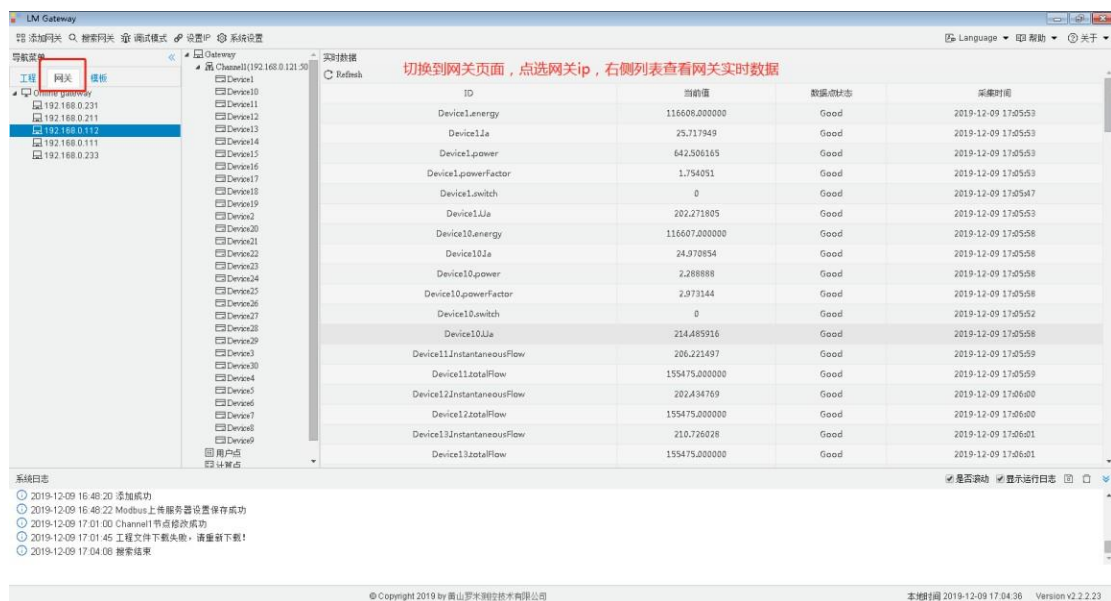 LM Gateway
添加网关 搜索网关 调试模式 设置IP 系统设置
Language 帮助 关于
导航菜单
工程 网关 模板
Online gateway
192.168.0.231
192.168.0.211
192.168.0.112
192.168.0.111
192.168.0.233
Gateway
Channel1(192.168.0.121:50
Device1
Device10
Device11
Device12
Device13
Device14
Device15
Device16
Device17
Device18
Device19
Device2
Device20
Device21
Device22
Device23
Device24
Device25
Device26
Device27
Device28
Device29
Device3
Device30
Device4
Device5
Device6
Device7
Device8
Device9
用户点
计算点
实时数据
Refresh
切换到网关页面，点选网关ip，右侧列表查看网关实时数据
ID 当前值 数据点状态 采集时间
Device1.energy 116608.000000 Good 2019-12-09 17:05:53
Device1.Ia 25.717949 Good 2019-12-09 17:05:53
Device1.power 642.506165 Good 2019-12-09 17:05:53
Device1.powerFactor 1.754051 Good 2019-12-09 17:05:53
Device1.switch 0 Good 2019-12-09 17:05:47
Device1.Ua 202.271805 Good 2019-12-09 17:05:53
Device10.energy 116607.000000 Good 2019-12-09 17:05:58
Device10.Ia 24.970854 Good 2019-12-09 17:05:58
Device10.power 2.288888 Good 2019-12-09 17:05:58
Device10.powerFactor 2.973144 Good 2019-12-09 17:05:58
Device10.switch 0 Good 2019-12-09 17:05:52
Device10.Ua 214.485916 Good 2019-12-09 17:05:58
Device11.InstantaneousFlow 206.221497 Good 2019-12-09 17:05:59
Device11.totalFlow 155475.000000 Good 2019-12-09 17:05:59
Device12.InstantaneousFlow 202.434769 Good 2019-12-09 17:06:00
Device12.totalFlow 155475.000000 Good 2019-12-09 17:06:00
Device13.InstantaneousFlow 210.726028 Good 2019-12-09 17:06:01
Device13.totalFlow 155475.000000 Good 2019-12-09 17:06:01
系统日志
是否滚动 显示运行日志
2019-12-09 16:48:20 添加成功
2019-12-09 16:48:22 Modbus上传服务器设置保存成功
2019-12-09 17:01:00 Channel1节点修改成功
2019-12-09 17:01:45 工程文件下载失败，请重新下载！
2019-12-09 17:04:08 搜索结束
© Copyright 2019 by 黄山罗米测控技术有限公司
本地时间 2019-12-09 17:04:36 Version v2.2.2.23